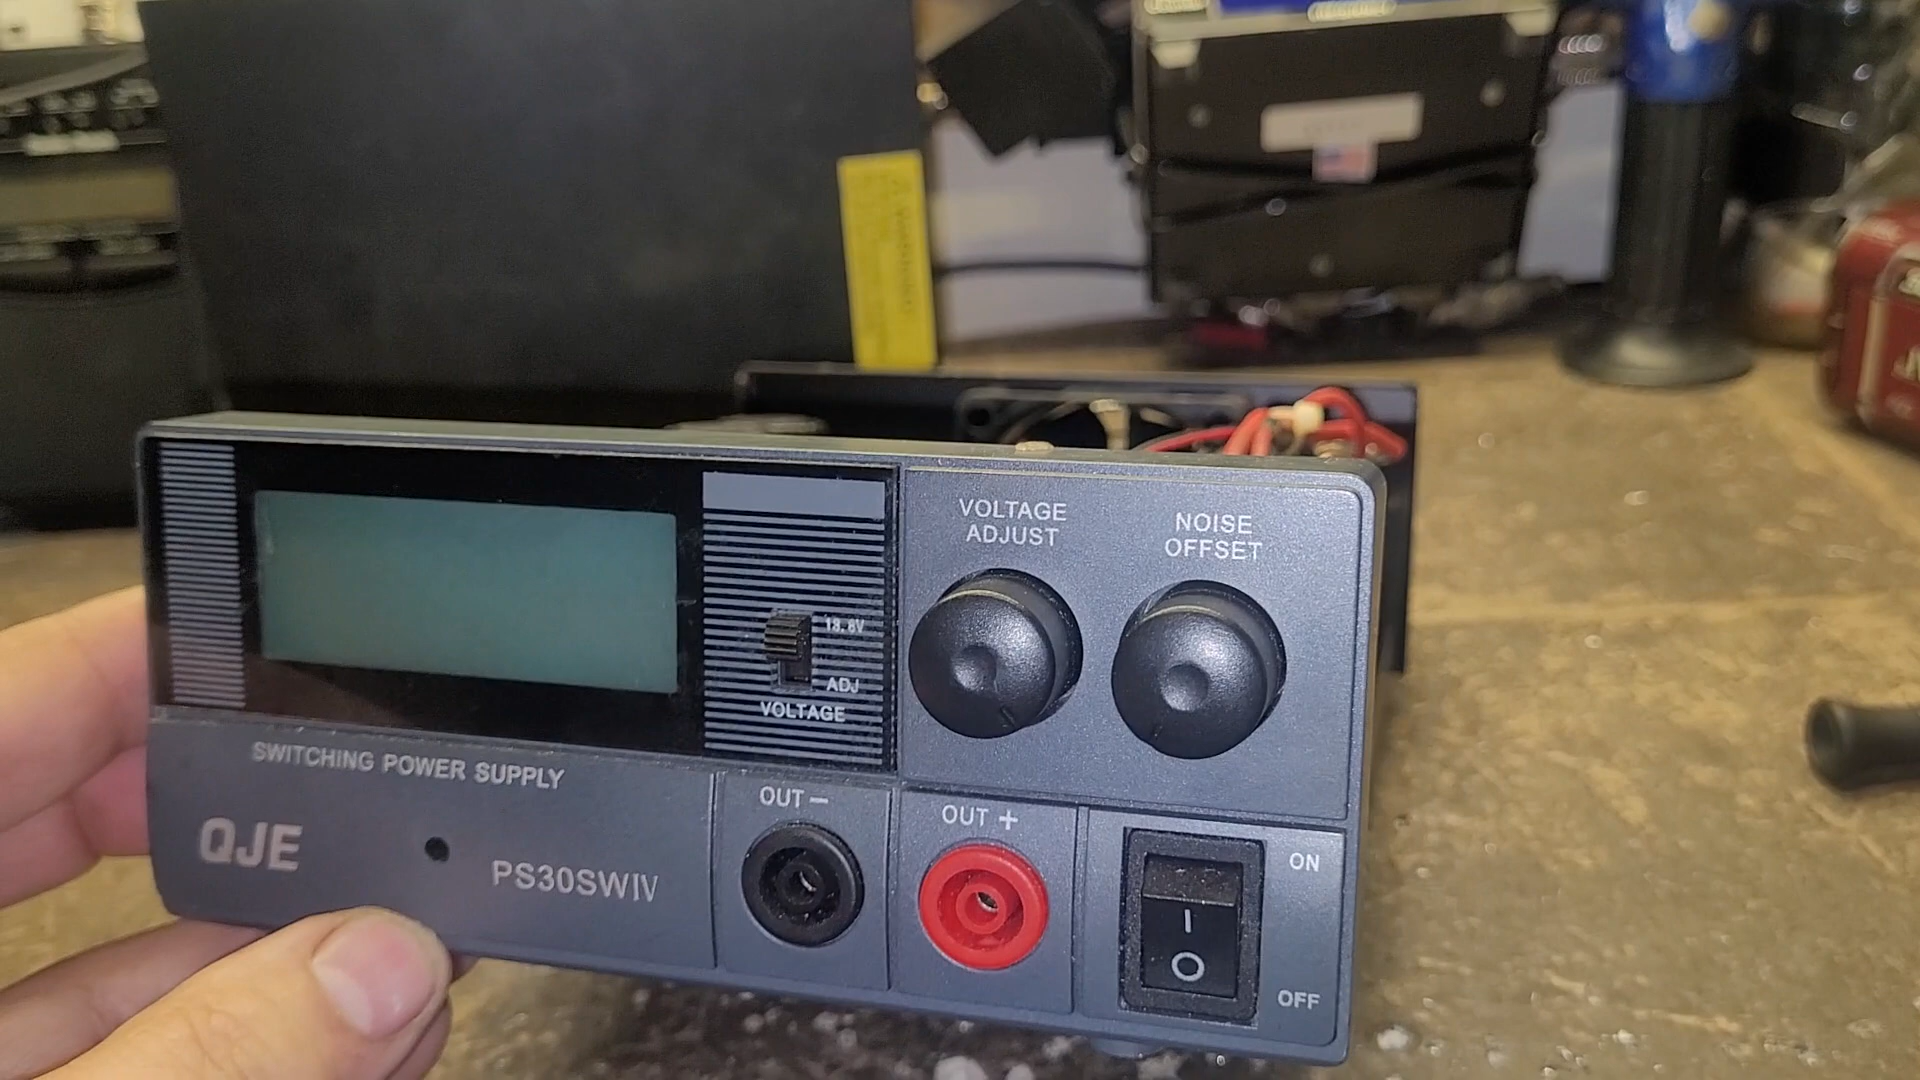 VOLTAGE
ADJUST
NOISE
OFFSET
13.8V
ADJ
VOLTAGE
SWITCHING POWER SUPPLY
QJE
PS30SWIV
OUT −
OUT +
ON
I
O
OFF